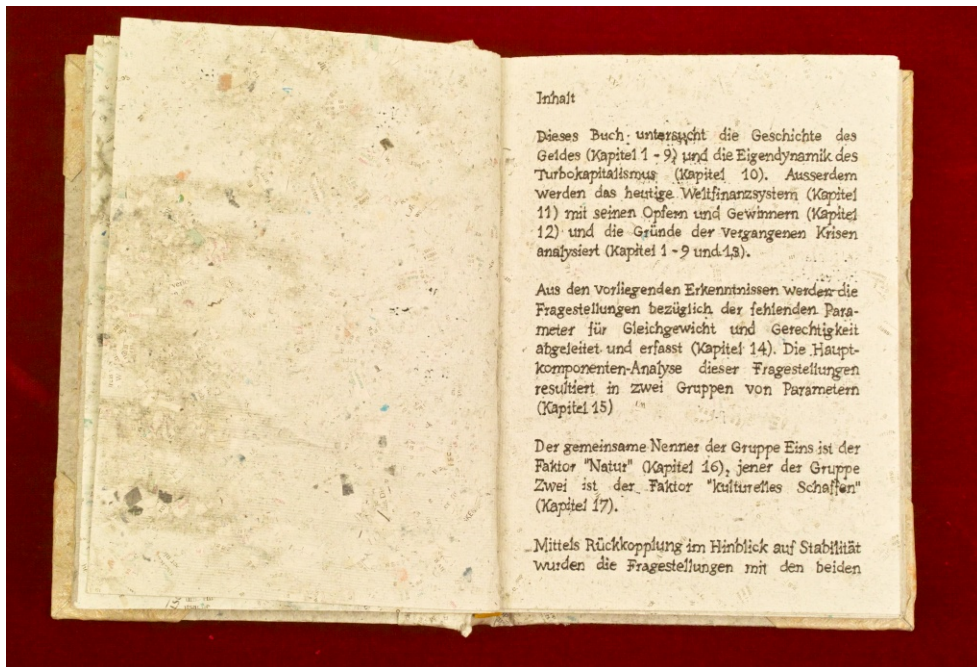 Inhalt
Dieses Buch untersucht die Geschichte des
Geldes (Kapitel 1 - 9) und die Eigendynamik des
Turbokapitalismus (Kapitel 10). Ausserdem
werden das heutige Weltfinanzsystem (Kapitel
11) mit seinen Opfern und Gewinnern (Kapitel
12) und die Gründe der vergangenen Krisen
analysiert (Kapitel 1 - 9 und 13).
Aus den vorliegenden Erkenntnissen werden die
Fragestellungen bezüglich der fehlenden Para-
meter für Gleichgewicht und Gerechtigkeit
abgeleitet und erfasst (Kapitel 14). Die Haupt-
komponenten-Analyse dieser Fragestellungen
resultiert in zwei Gruppen von Parametern
(Kapitel 15)
Der gemeinsame Nenner der Gruppe Eins ist der
Faktor "Natur" (Kapitel 16), jener der Gruppe
Zwei ist der Faktor "kulturelles Schaffen"
(Kapitel 17).
Mittels Rückkopplung im Hinblick auf Stabilität
wurden die Fragestellungen mit den beiden